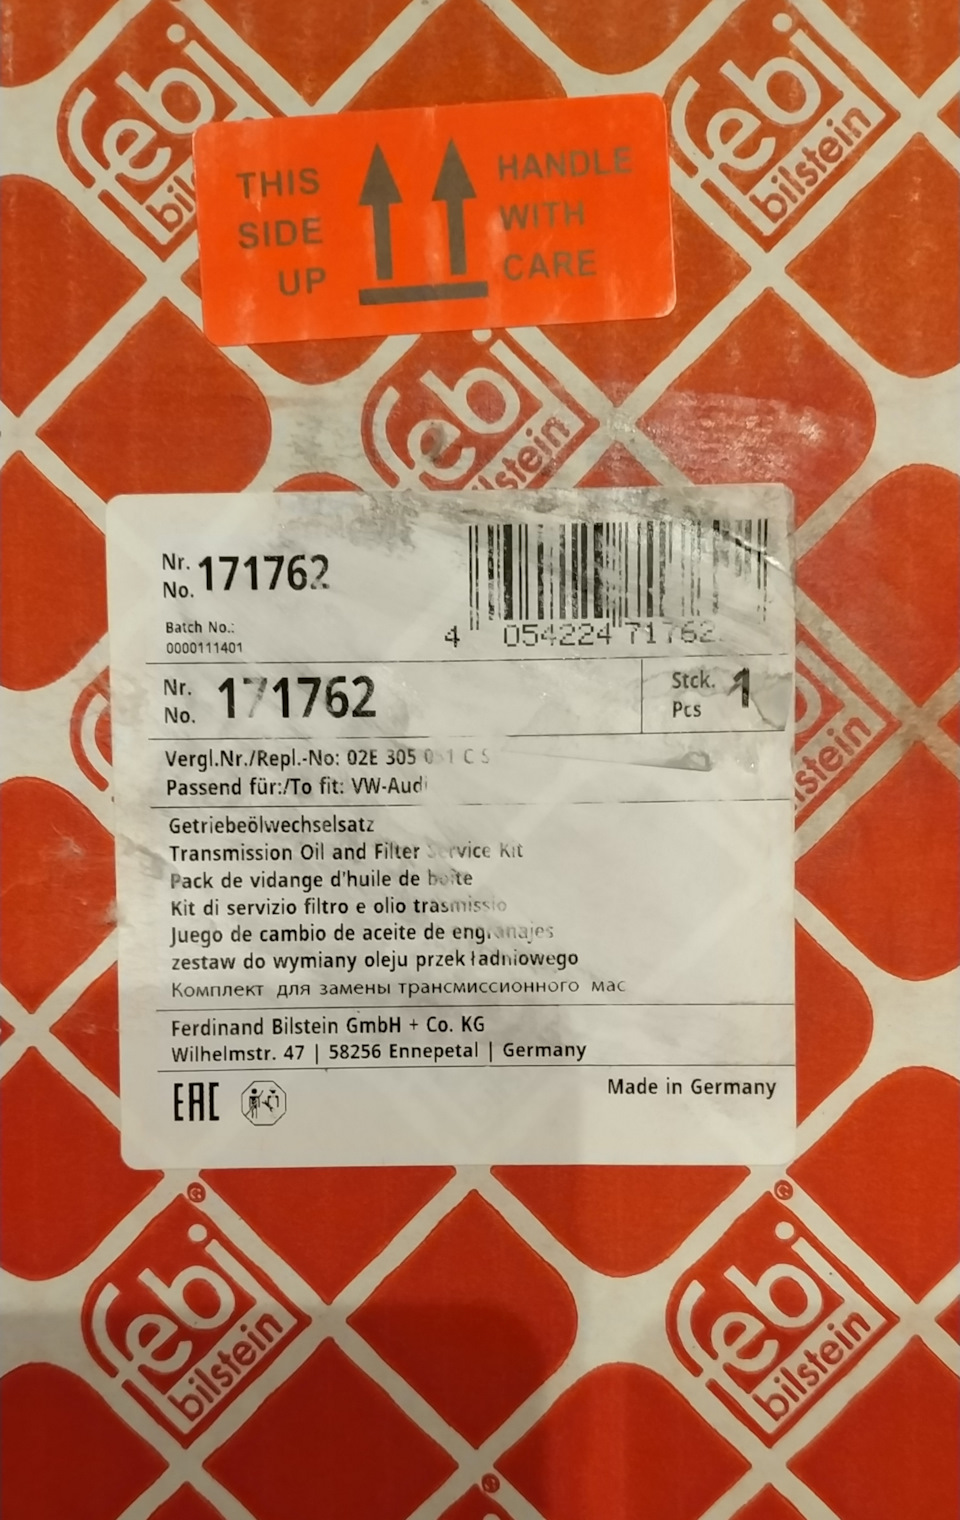 febi
bilstein
febi
bilstein
THIS
SIDE
UP
HANDLE
WITH
CARE
febi
Nr.
No. 171762
Batch No.:
0000111401
4 054224 71762
Nr.
No. 171762
Stck.
Pcs 1
Vergl.Nr./Repl.-No: 02E 305
Passend für:/To fit: VW-Audi
Getriebeölwechselsatz
Transmission Oil and Filter Service Kit
Pack de vidange d'huile de boîte
Kit di servizio filtro e olio trasmissio
Juego de cambio de aceite de engranajes
zestaw do wymiany oleju przekładniowego
Комплект для замены трансмиссионного мас
Ferdinand Bilstein GmbH + Co. KG
Wilhelmstr. 47 | 58256 Ennepetal | Germany
EAC
Made in Germany
febi
bilstein
febi
bilstein